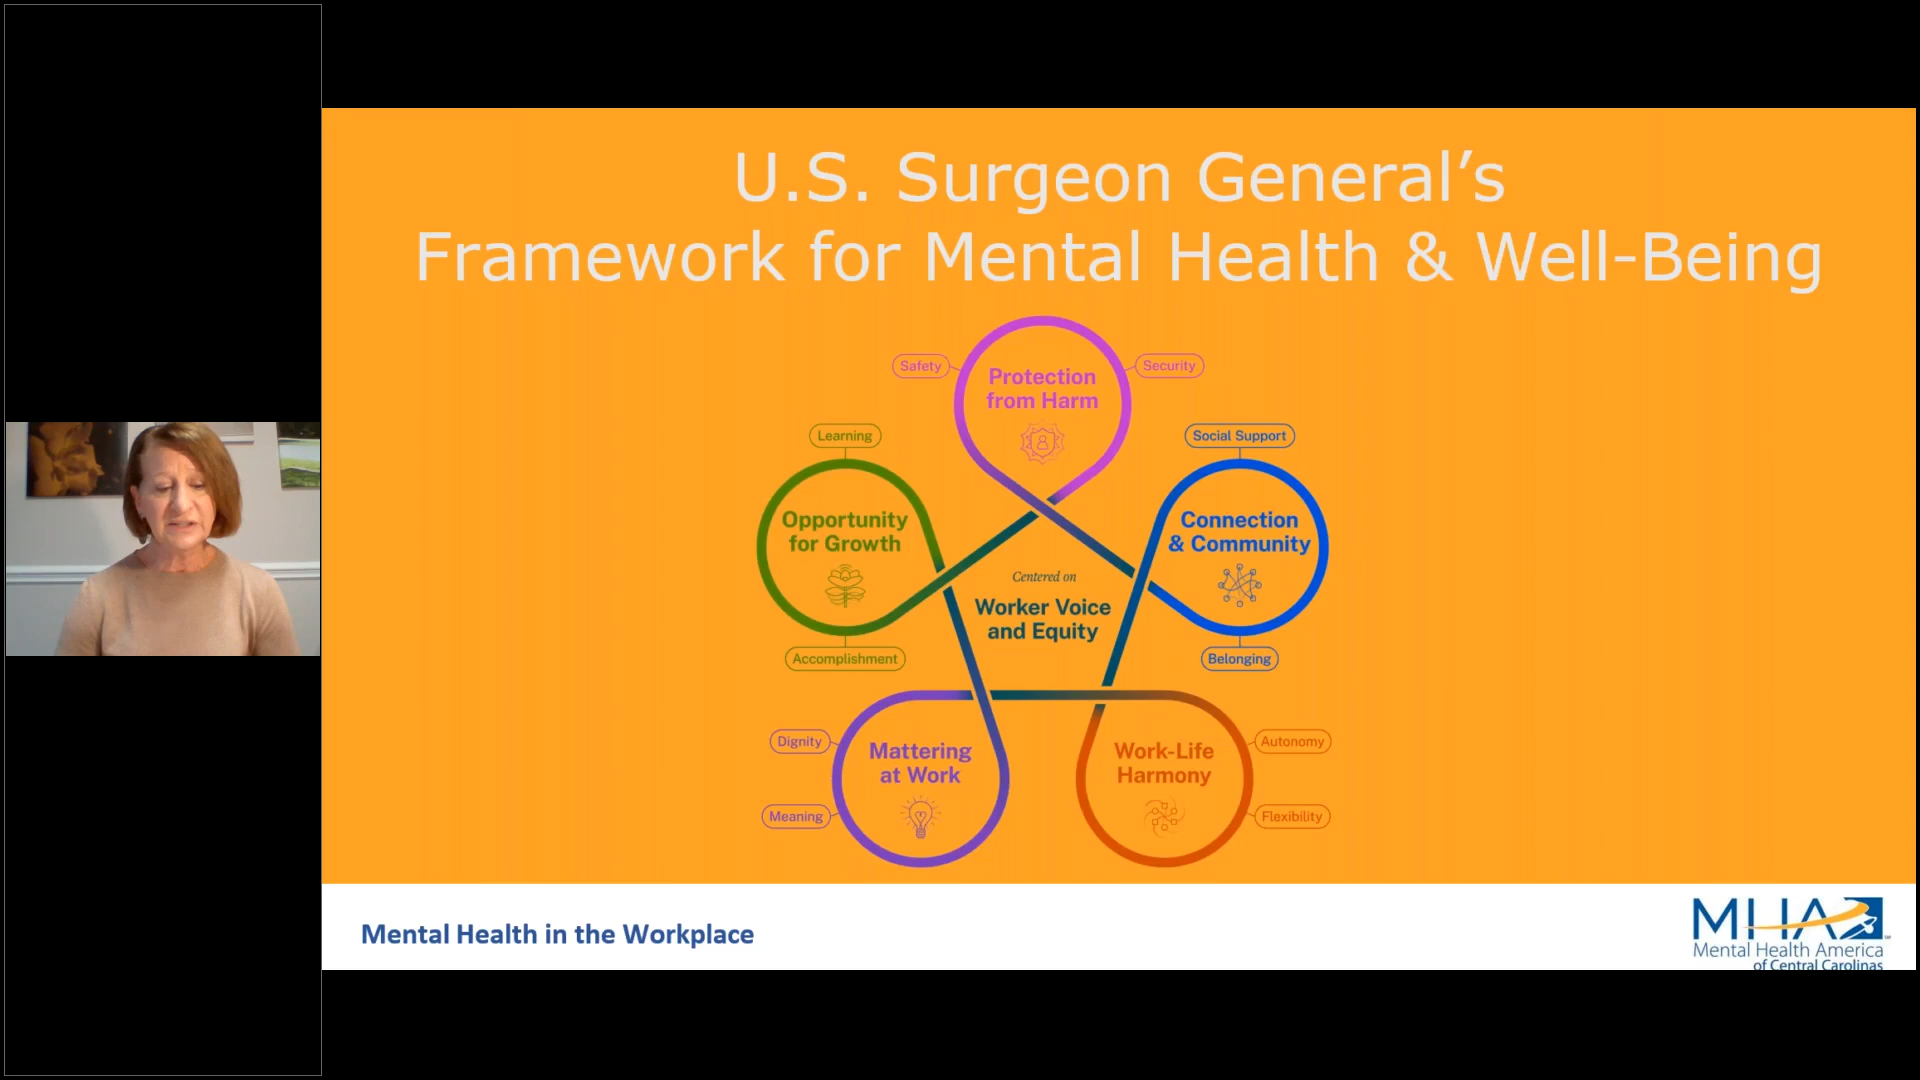 U.S. Surgeon General’s
Framework for Mental Health & Well-Being
Safety
Protection
from Harm
Security
Learning
Opportunity
for Growth
Accomplishment
Social Support
Connection
& Community
Belonging
Centered on
Worker Voice
and Equity
Dignity
Mattering
at Work
Meaning
Work-Life
Harmony
Autonomy
Flexibility
Mental Health in the Workplace
MHA
Mental Health America
of Central Carolinas